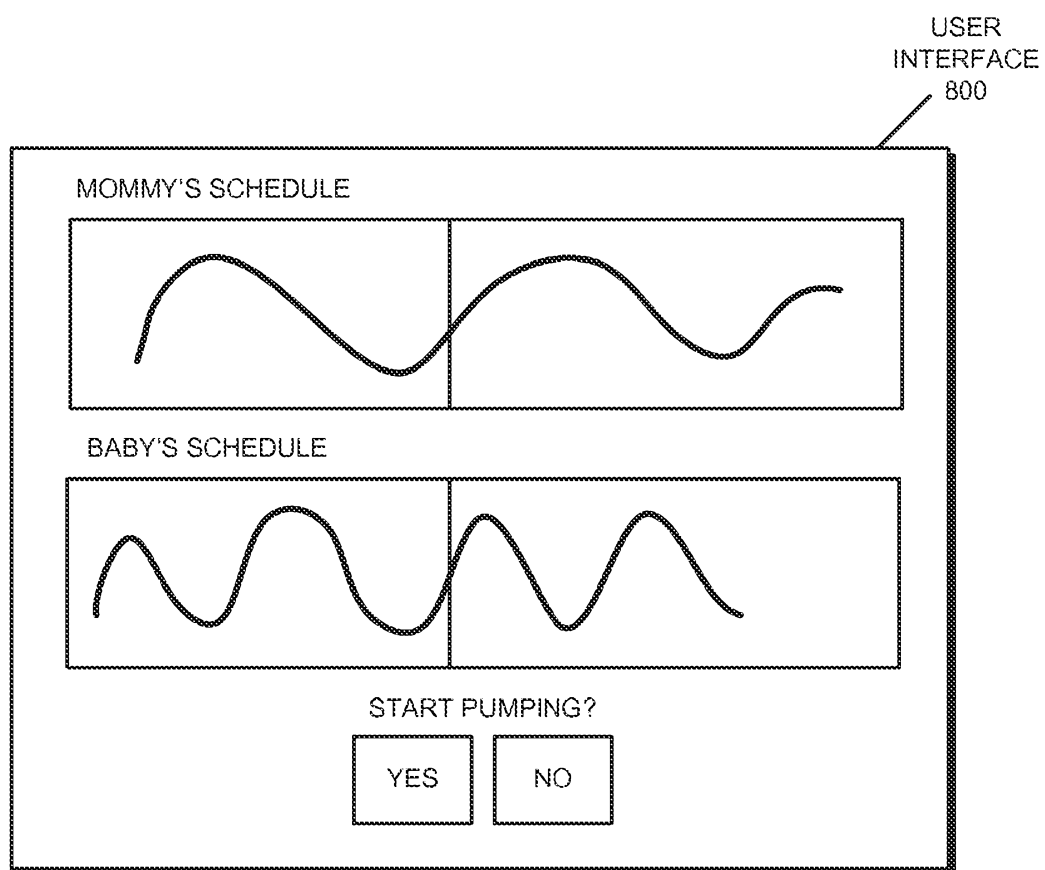 USER
INTERFACE
800
MOMMY'S SCHEDULE
BABY'S SCHEDULE
START PUMPING?
YES NO